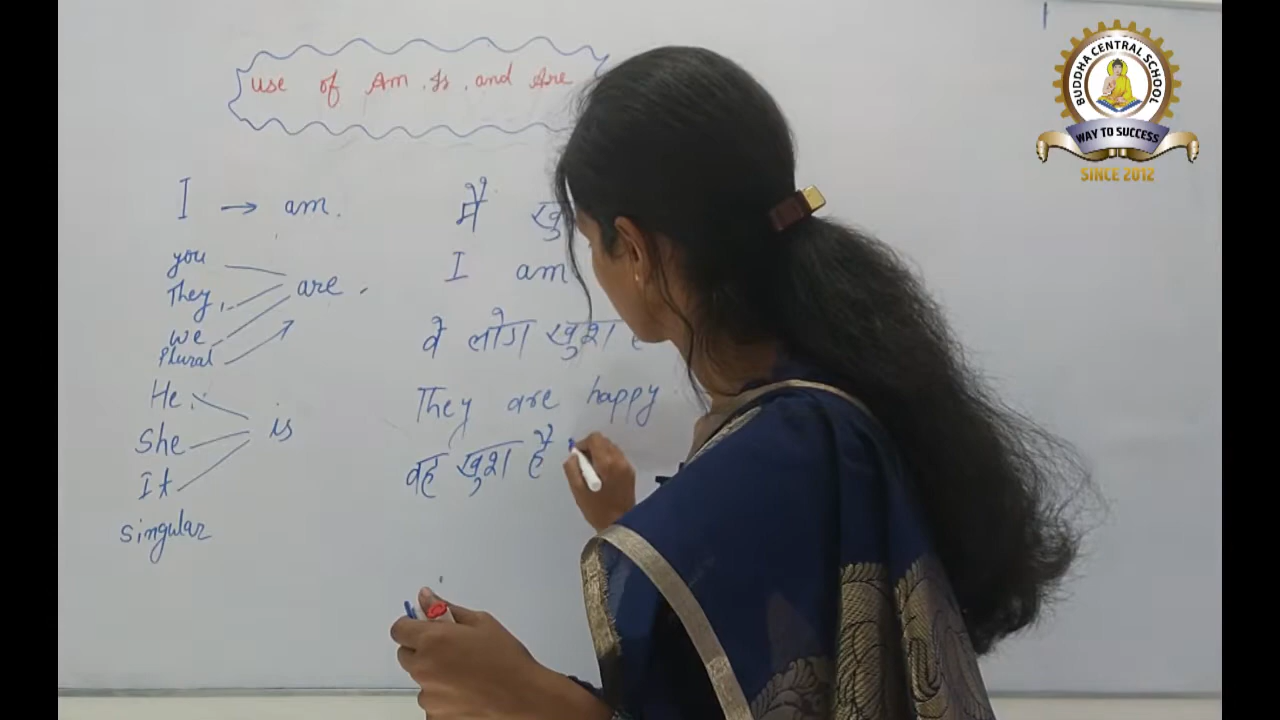 use of Am, Is, and Are
I → am.
you
They,
we
Plural
are.
He
She
It
is
singular
मैं
I am
वे लोग खुश
They are happy
वह खुश है
BUDDHA CENTRAL SCHOOL
WAY TO SUCCESS
SINCE 2012